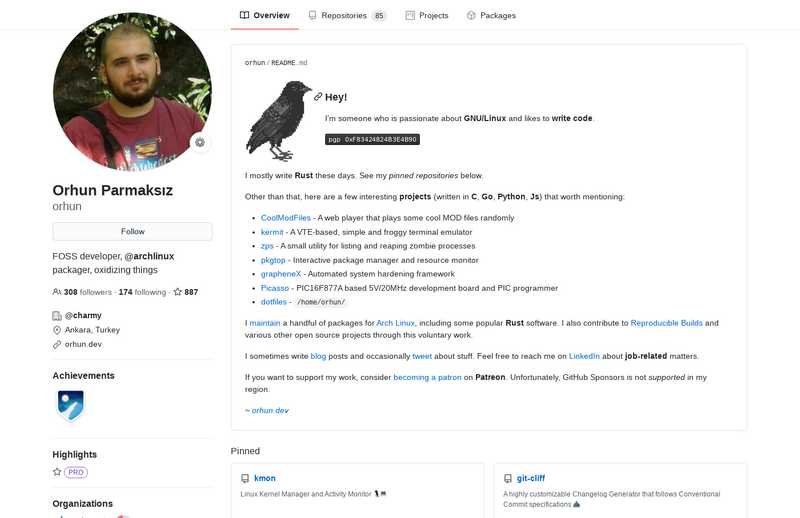 Overview
Repositories 85
Projects
Packages
Orhun Parmaksız
orhun
Follow
FOSS developer, @archlinux
packager, oxidizing things
308 followers · 174 following · 887
@charmy
Ankara, Turkey
orhun.dev
Achievements
Highlights
PRO
Organizations
orhun / README.md
Hey!
I'm someone who is passionate about GNU/Linux and likes to write code.
pgp 0xF83424824B3E4B90
I mostly write Rust these days. See my pinned repositories below.
Other than that, here are a few interesting projects (written in C, Go, Python, Js) that worth mentioning:
• CoolModFiles - A web player that plays some cool MOD files randomly
• kermit - A VTE-based, simple and froggy terminal emulator
• zps - A small utility for listing and reaping zombie processes
• pkgtop - Interactive package manager and resource monitor
• grapheneX - Automated system hardening framework
• Picasso - PIC16F877A based 5V/20MHz development board and PIC programmer
• dotfiles - /home/orhun/
I maintain a handful of packages for Arch Linux, including some popular Rust software. I also contribute to Reproducible Builds and
various other open source projects through this voluntary work.
I sometimes write blog posts and occasionally tweet about stuff. Feel free to reach me on LinkedIn about job-related matters.
If you want to support my work, consider becoming a patron on Patreon. Unfortunately, GitHub Sponsors is not supported in my
region.
~ orhun.dev
Pinned
kmon
Linux Kernel Manager and Activity Monitor 🐧💻
git-cliff
A highly customizable Changelog Generator that follows Conventional
Commit specifications ⛰️